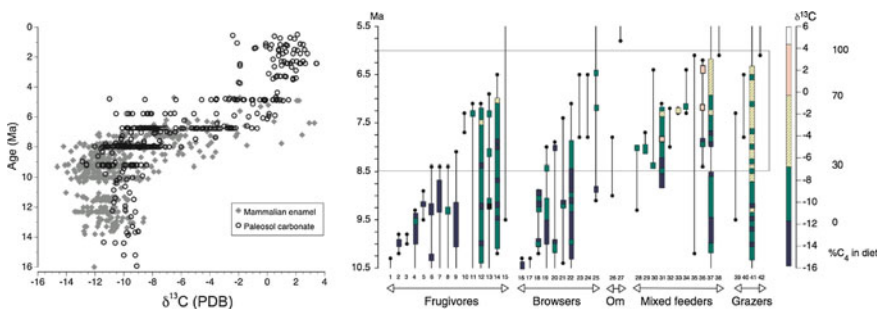 Age (Ma)
0
2
4
6
8
10
12
14
16
Mammalian enamel
Paleosol carbonate
-16 -14 -12 -10 -8 -6 -4 -2 0 2 4
δ13C (PDB)
Ma
5.5
6.5
7.5
8.5
9.5
10.5
1 2 3 4 5 6 7 8 9 10 11 12 13 14 15
16 17 18 19 20 21 22 23 24 25
26 27
28 29 30 31 32 33 34 35 36 37 38
39 40 41 42
Frugivores
Browsers
Om
Mixed feeders
Grazers
δ13C
6
4
2
0
-2
-4
-6
-8
-10
-12
-14
-16
100
70
30
0
%C4 in diet